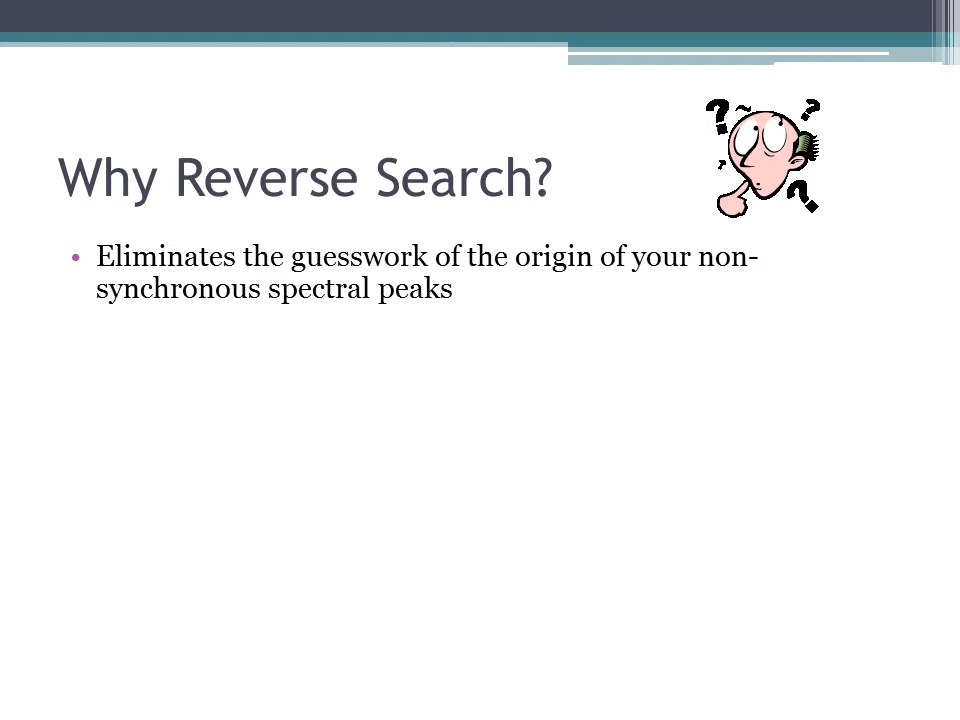 Why Reverse Search?
• Eliminates the guesswork of the origin of your non-
synchronous spectral peaks